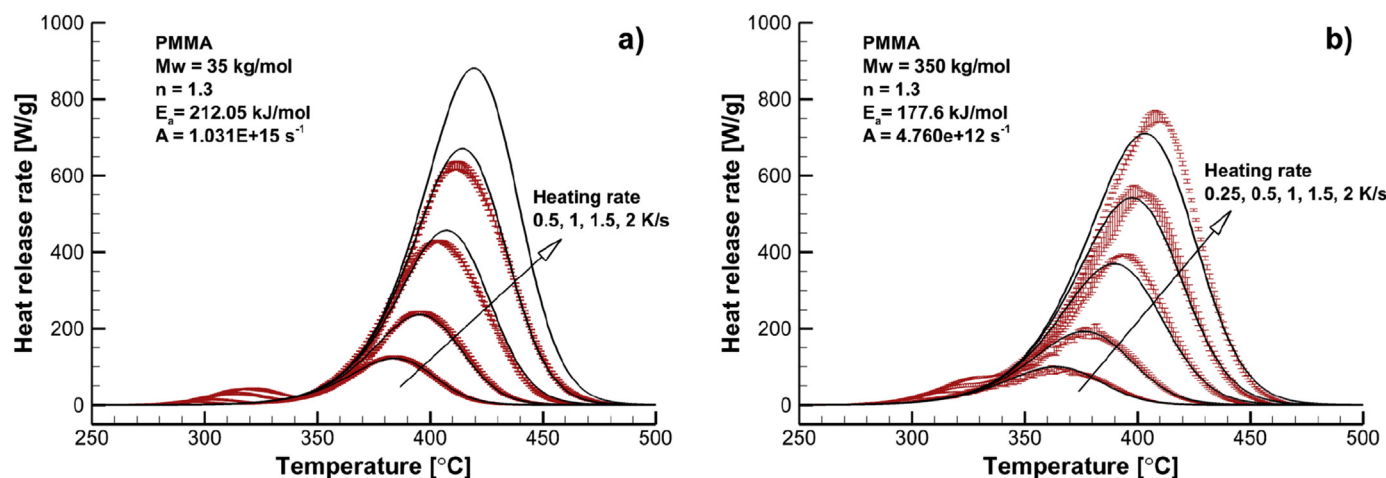 a)
PMMA
Mw = 35 kg/mol
n = 1.3
Eₐ= 212.05 kJ/mol
A = 1.031E+15 s⁻¹
Heating rate
0.5, 1, 1.5, 2 K/s
Heat release rate [W/g]
1000
800
600
400
200
0
250
300
350
400
450
500
Temperature [°C]
b)
PMMA
Mw = 350 kg/mol
n = 1.3
Eₐ= 177.6 kJ/mol
A = 4.760e+12 s⁻¹
Heating rate
0.25, 0.5, 1, 1.5, 2 K/s
Heat release rate [W/g]
1000
800
600
400
200
0
250
300
350
400
450
500
Temperature [°C]